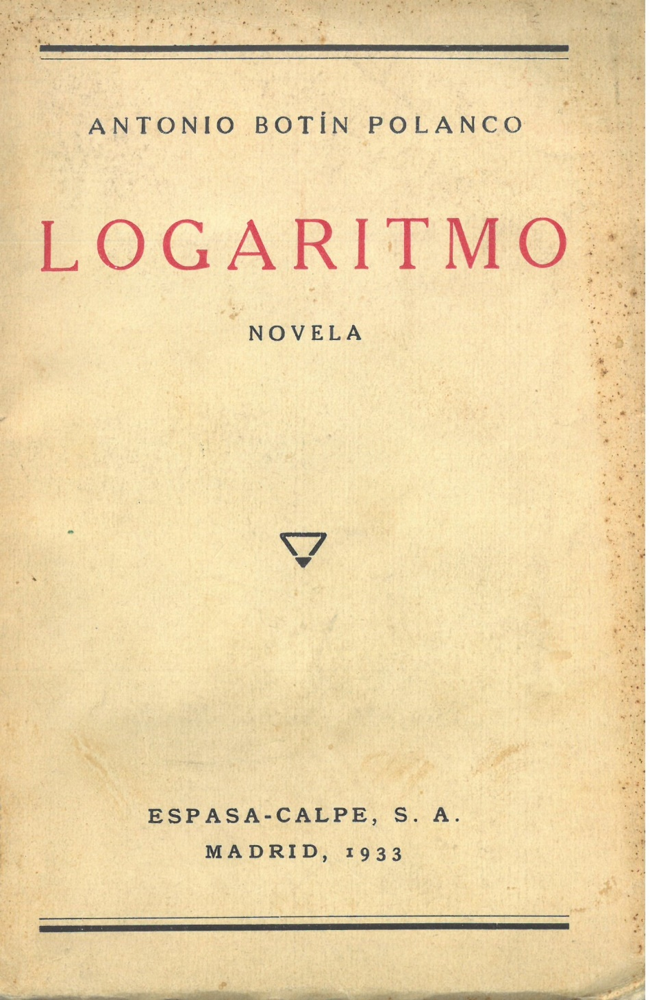 ANTONIO BOTÍN POLANCO
LOGARITMO
NOVELA
ESPASA-CALPE, S. A.
MADRID, 1933